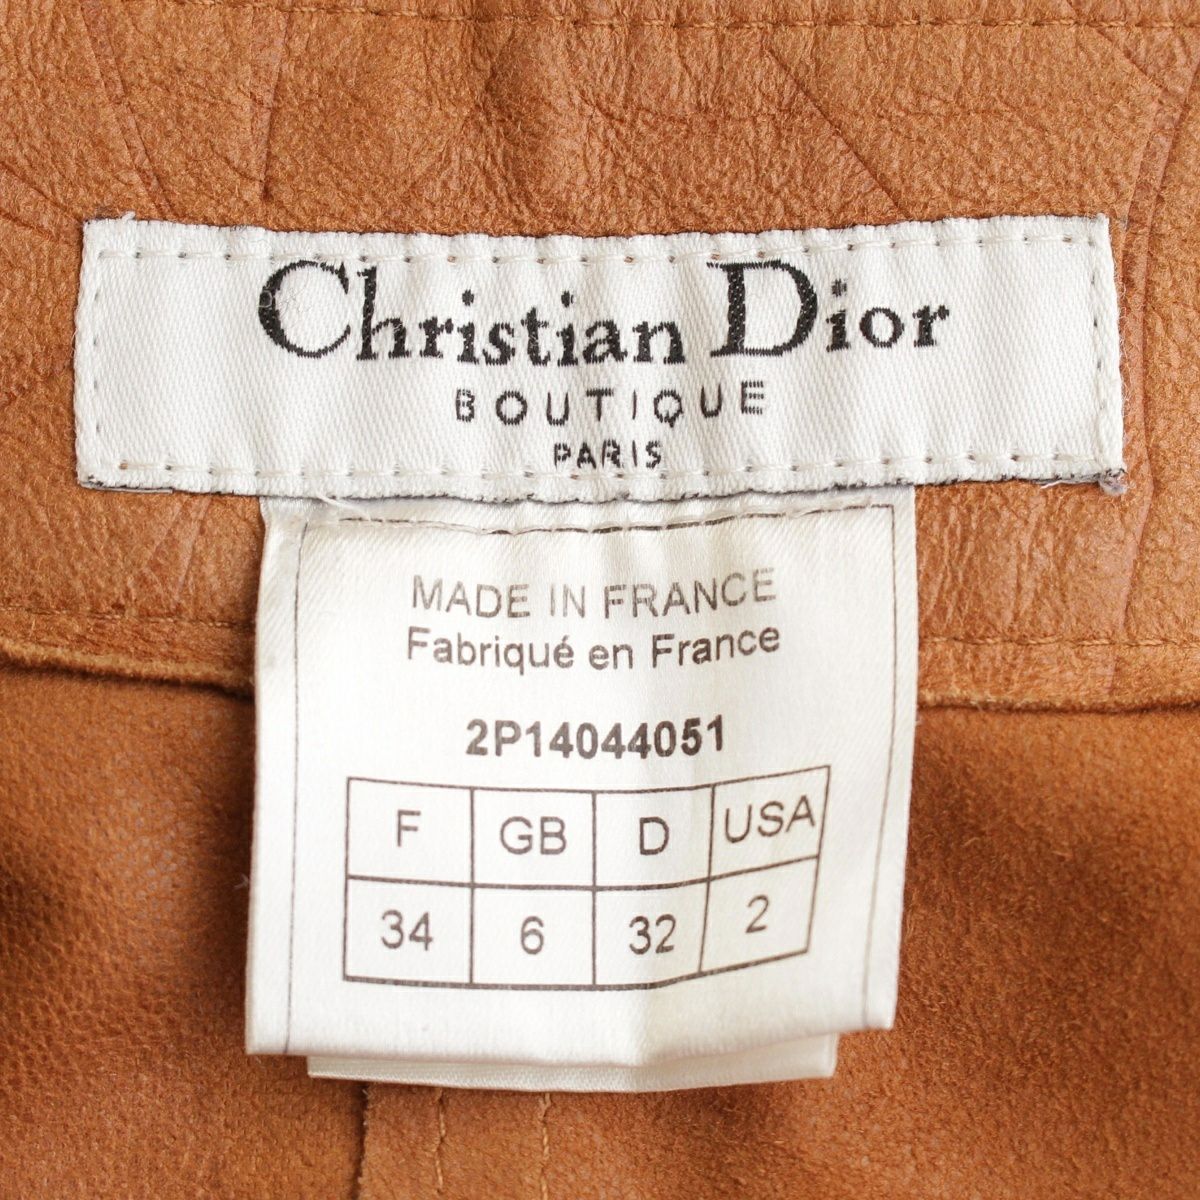 Christian Dior
BOUTIQUE
PARIS
MADE IN FRANCE
Fabriqué en France
2P14044051
F GB D USA
34 6 32 2